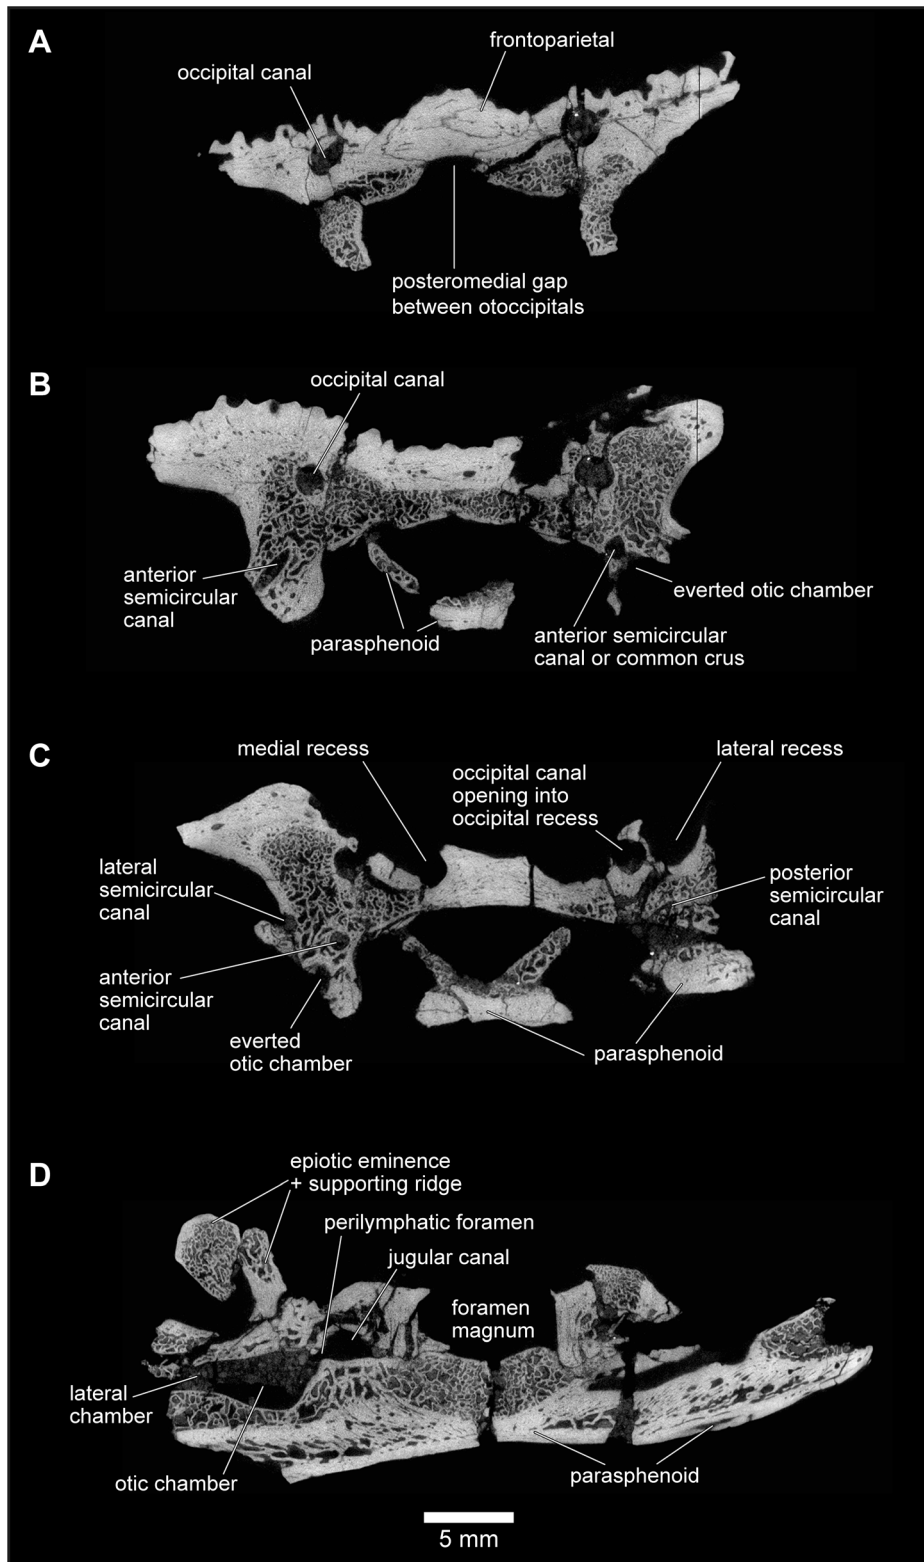 A
frontoparietal
occipital canal
posteromedial gap
between otoccipitals
B
occipital canal
anterior
semicircular
canal
everted otic chamber
parasphenoid
anterior semicircular
canal or common crus
C
medial recess
lateral recess
occipital canal
opening into
occipital recess
lateral
semicircular
canal
posterior
semicircular
canal
anterior
semicircular
canal
everted
otic chamber
parasphenoid
D
epiotic eminence
+ supporting ridge
perilymphatic foramen
jugular canal
foramen
magnum
lateral
chamber
otic chamber
parasphenoid
5 mm